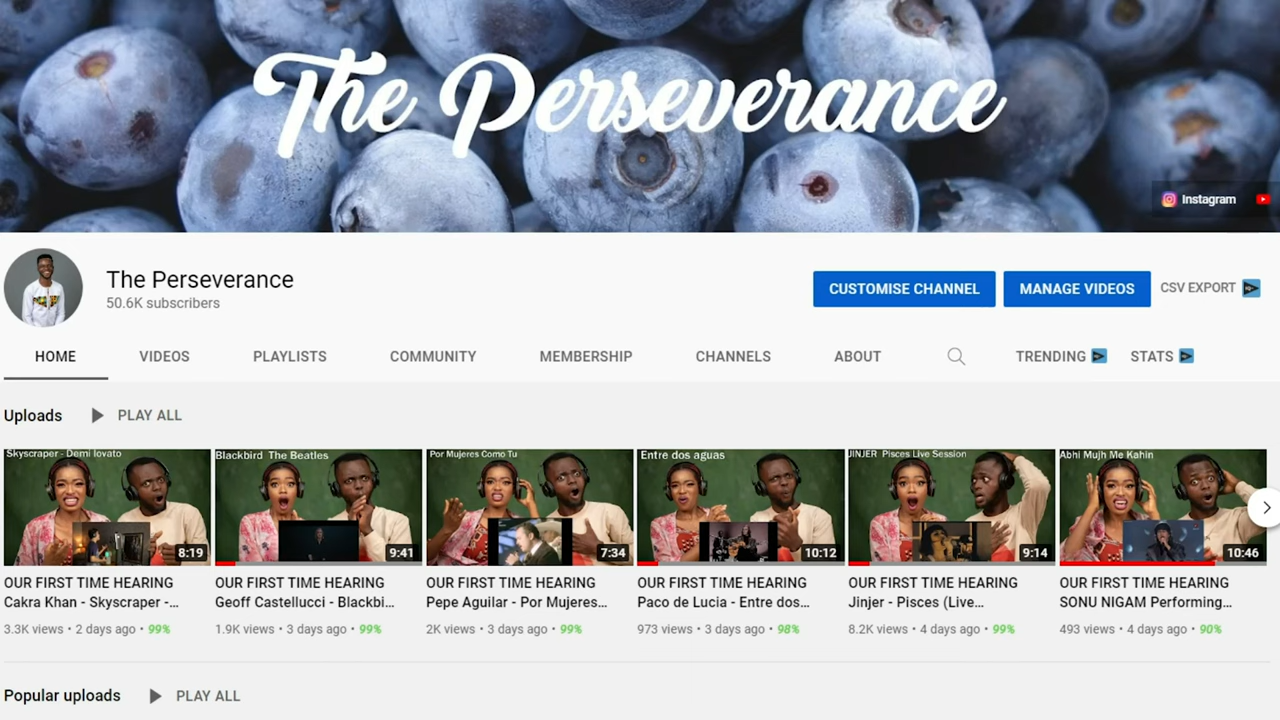 The Perseverance
Instagram
The Perseverance
50.6K subscribers
CUSTOMISE CHANNEL
MANAGE VIDEOS
CSV EXPORT
HOME
VIDEOS
PLAYLISTS
COMMUNITY
MEMBERSHIP
CHANNELS
ABOUT
TRENDING
STATS
Uploads
PLAY ALL
Skyscraper - Demi lovato
8:19
OUR FIRST TIME HEARING
Cakra Khan - Skyscraper -...
3.3K views • 2 days ago • 99%
Blackbird The Beatles
9:41
OUR FIRST TIME HEARING
Geoff Castellucci - Blackbi...
1.9K views • 3 days ago • 99%
Por Mujeres Como Tu
7:34
OUR FIRST TIME HEARING
Pepe Aguilar - Por Mujeres...
2K views • 3 days ago • 99%
Entre dos aguas
10:12
OUR FIRST TIME HEARING
Paco de Lucia - Entre dos...
973 views • 3 days ago • 98%
JINJER Pisces Live Session
9:14
OUR FIRST TIME HEARING
Jinjer - Pisces (Live...
8.2K views • 4 days ago • 99%
Abhi Mujh Me Kahin
10:46
OUR FIRST TIME HEARING
SONU NIGAM Performing...
493 views • 4 days ago • 90%
Popular uploads
PLAY ALL